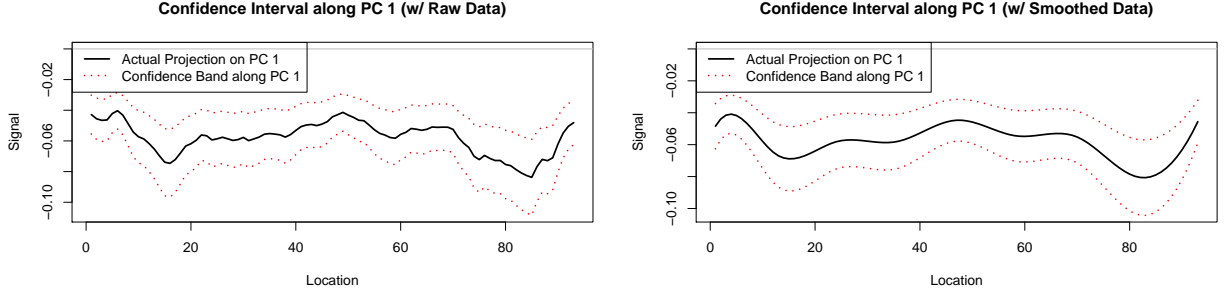 Confidence Interval along PC 1 (w/ Raw Data)
Actual Projection on PC 1
Confidence Band along PC 1
Signal
−0.02
−0.06
−0.10
0 20 40 60 80
Location
Confidence Interval along PC 1 (w/ Smoothed Data)
Actual Projection on PC 1
Confidence Band along PC 1
Signal
−0.02
−0.06
−0.10
0 20 40 60 80
Location